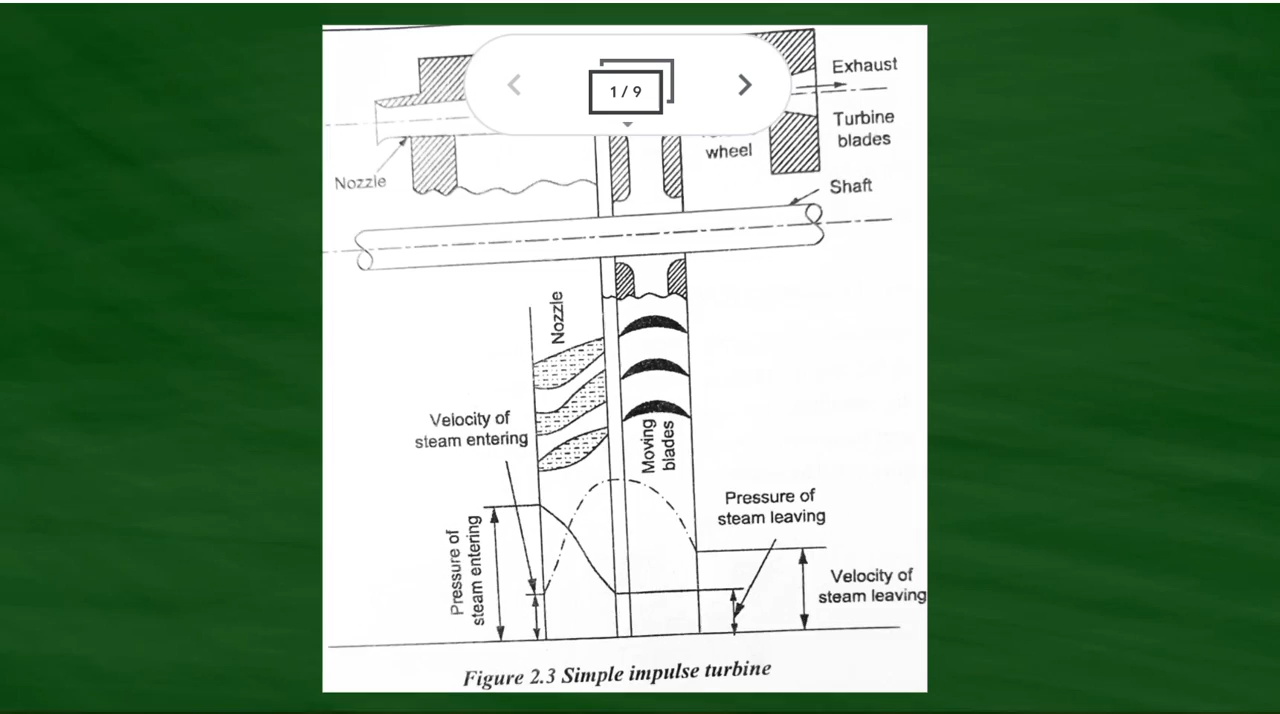 1 / 9
Exhaust
Turbine
blades
wheel
Nozzle
Shaft
Nozzle
Velocity of
steam entering
Moving
blades
Pressure of
steam leaving
Pressure of
steam entering
Velocity of
steam leaving
Figure 2.3 Simple impulse turbine